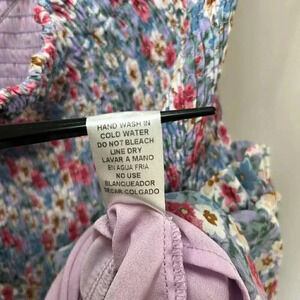 HAND WASH IN
COLD WATER
DO NOT BLEACH
LINE DRY
LAVAR A MANO
EN AGUA FRIA
NO USE
BLANQUEADOR
SECAR COLGADO